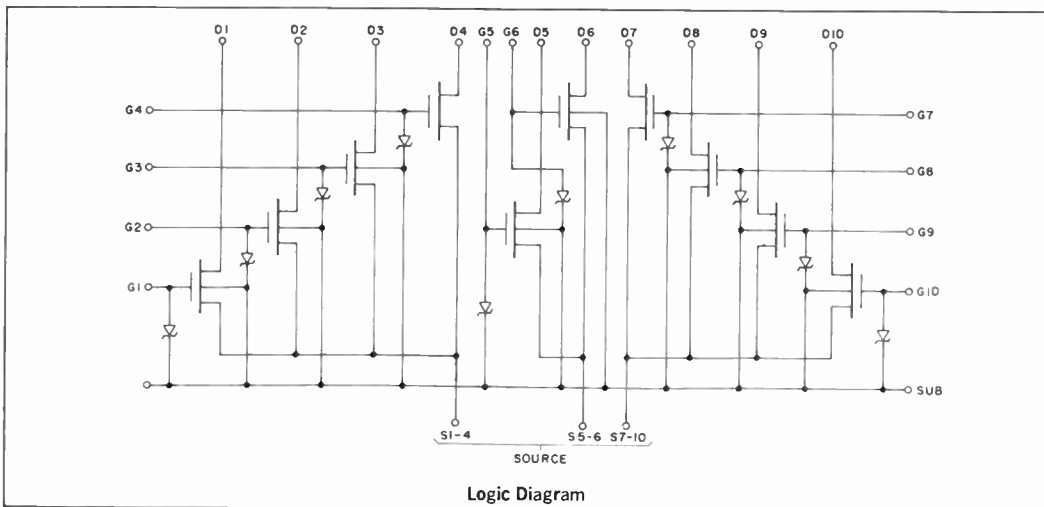 D1 D2 D3 D4 G5 G6 D5 D6 D7 D8 D9 D10
G4 G7
G3 G8
G2 G9
G1 G10
SUB
S1-4 S5-6 S7-10
SOURCE
Logic Diagram